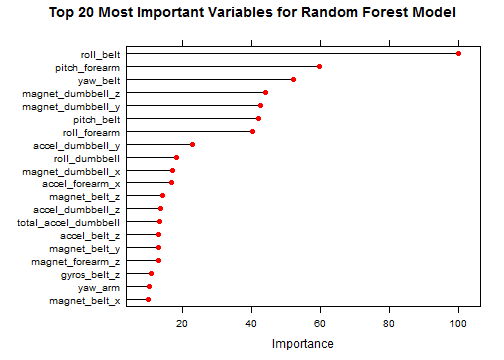 Top 20 Most Important Variables for Random Forest Model
roll_belt
pitch_forearm
yaw_belt
magnet_dumbbell_z
magnet_dumbbell_y
pitch_belt
roll_forearm
accel_dumbbell_y
roll_dumbbell
magnet_dumbbell_x
accel_forearm_x
magnet_belt_z
accel_dumbbell_z
total_accel_dumbbell
accel_belt_z
magnet_belt_y
magnet_forearm_z
gyros_belt_z
yaw_arm
magnet_belt_x
20 40 60 80 100
Importance